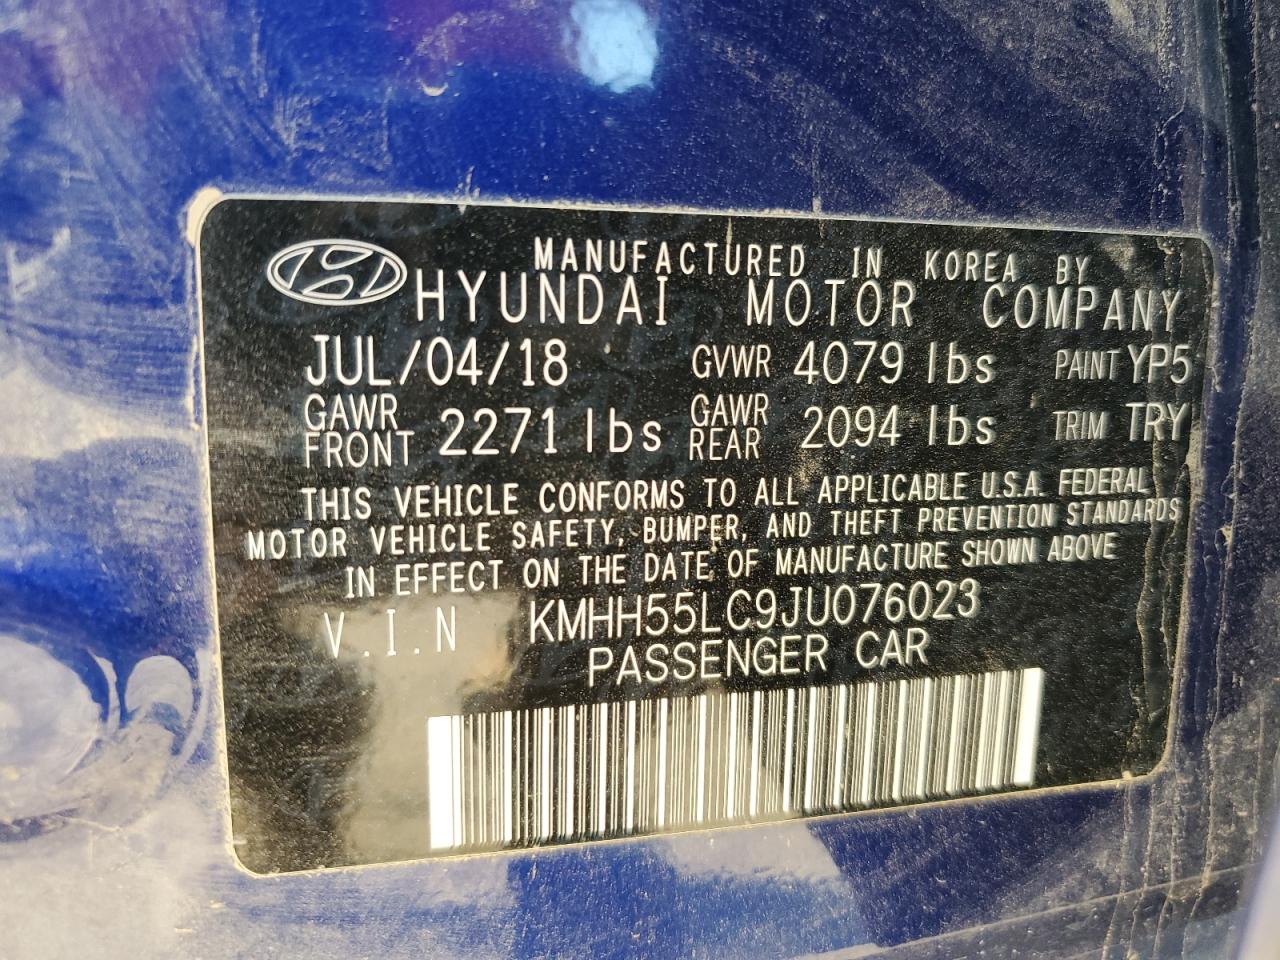 MANUFACTURED IN KOREA BY
HYUNDAI MOTOR COMPANY
JUL/04/18 GVWR 4079 lbs PAINT YP5
GAWR FRONT 2271 lbs GAWR REAR 2094 lbs TRIM TRY
THIS VEHICLE CONFORMS TO ALL APPLICABLE U.S.A. FEDERAL
MOTOR VEHICLE SAFETY, BUMPER, AND THEFT PREVENTION STANDARDS
IN EFFECT ON THE DATE OF MANUFACTURE SHOWN ABOVE
V.I.N KMHH55LC9JU076023
PASSENGER CAR